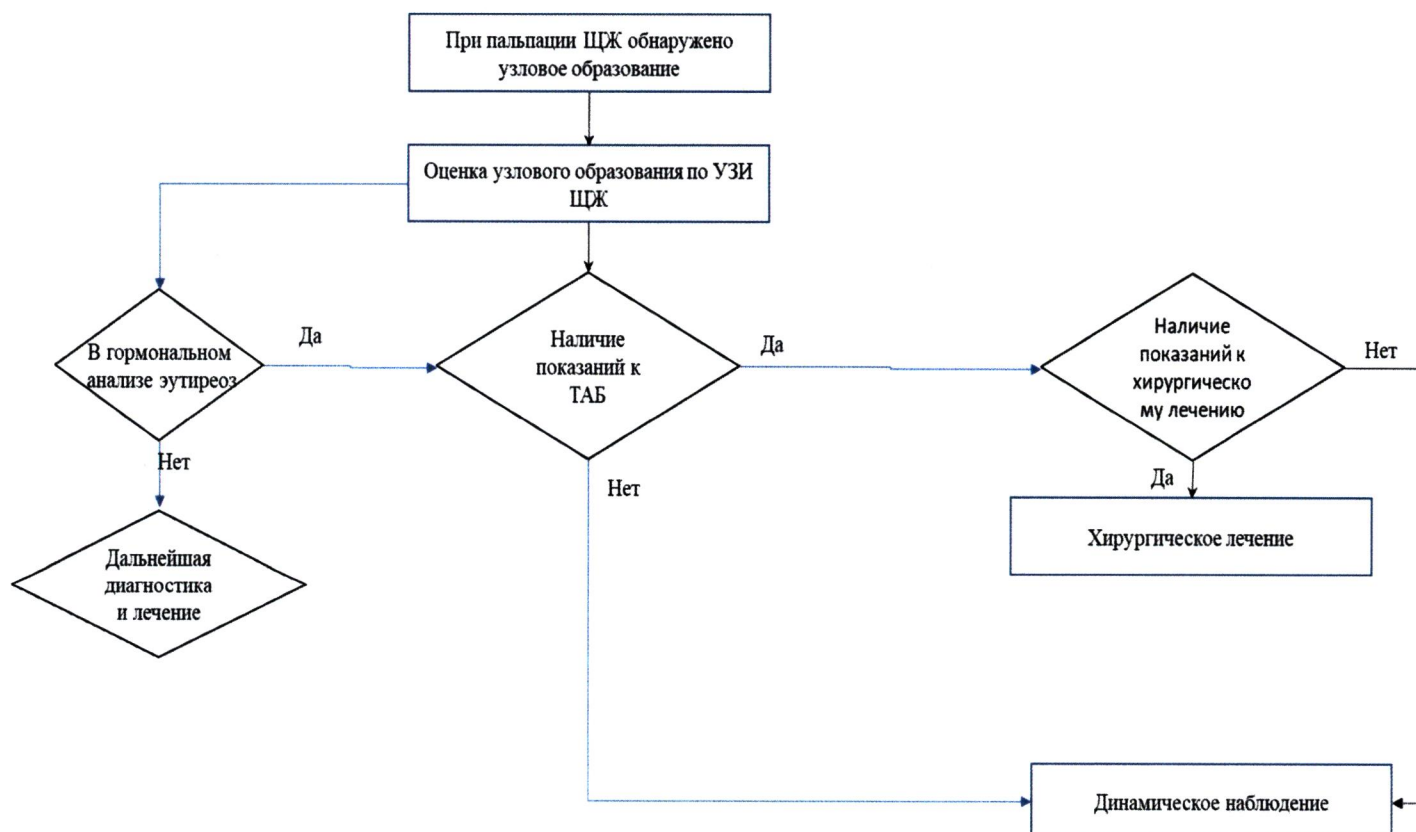 При пальпации ЩЖ обнаружено
узловое образование
Оценка узлового образования по УЗИ
ЩЖ
В гормональном
анализе эутиреоз
Да
Наличие
показаний к
ТАБ
Да
Наличие
показаний к
хирургическо
му лечению
Нет
Нет
Дальнейшая
диагностика
и лечение
Нет
Да
Хирургическое лечение
Динамическое наблюдение